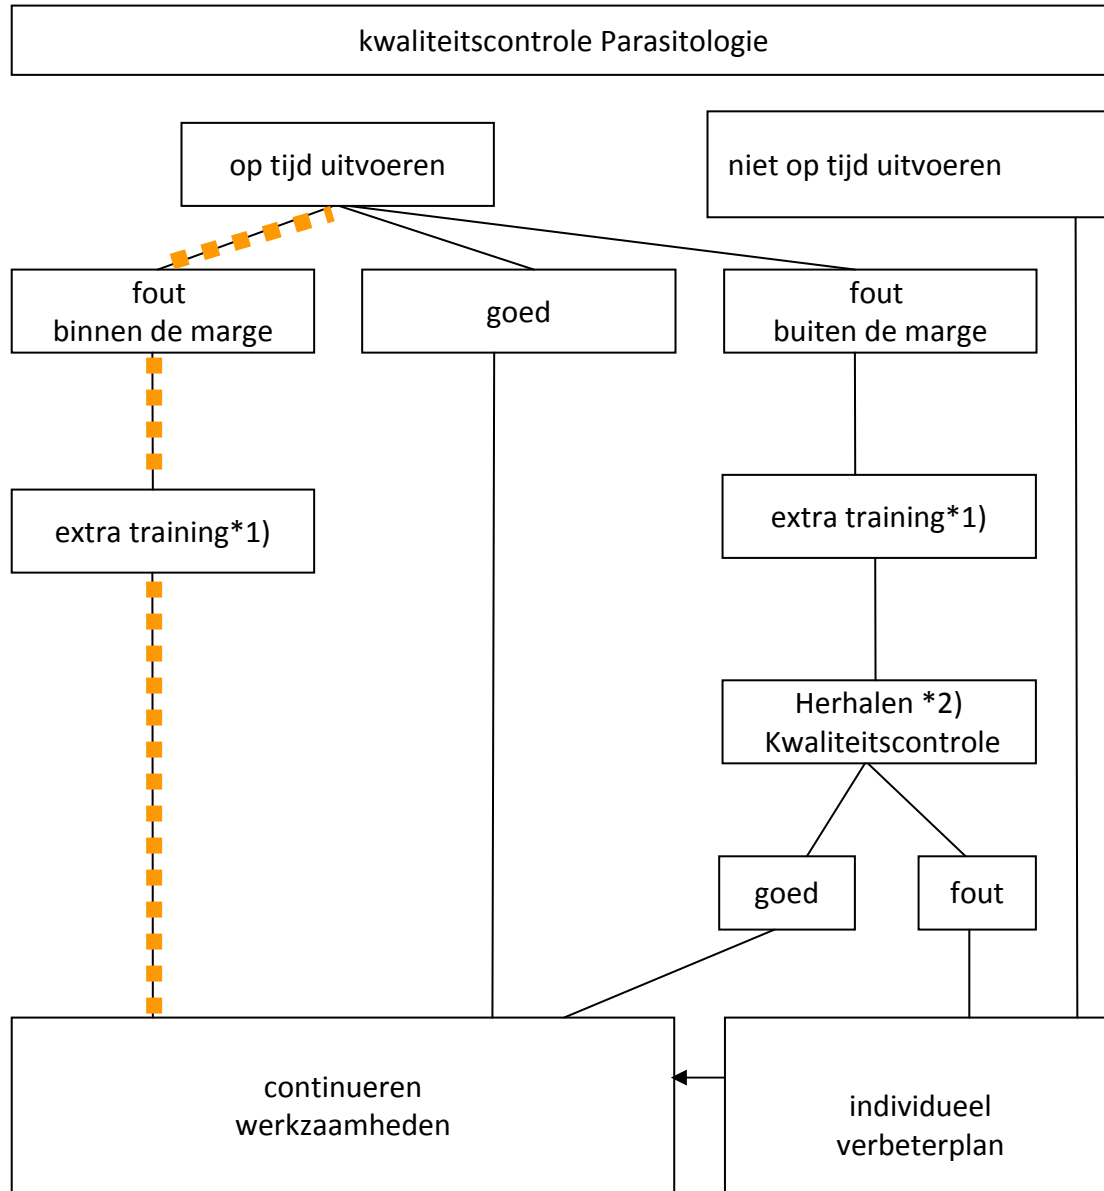 kwaliteitscontrole Parasitologie
op tijd uitvoeren
niet op tijd uitvoeren
fout
binnen de marge
goed
fout
buiten de marge
extra training*1)
extra training*1)
Herhalen *2)
Kwaliteitscontrole
goed
fout
continueren
werkzaamheden
individueel
verbeterplan